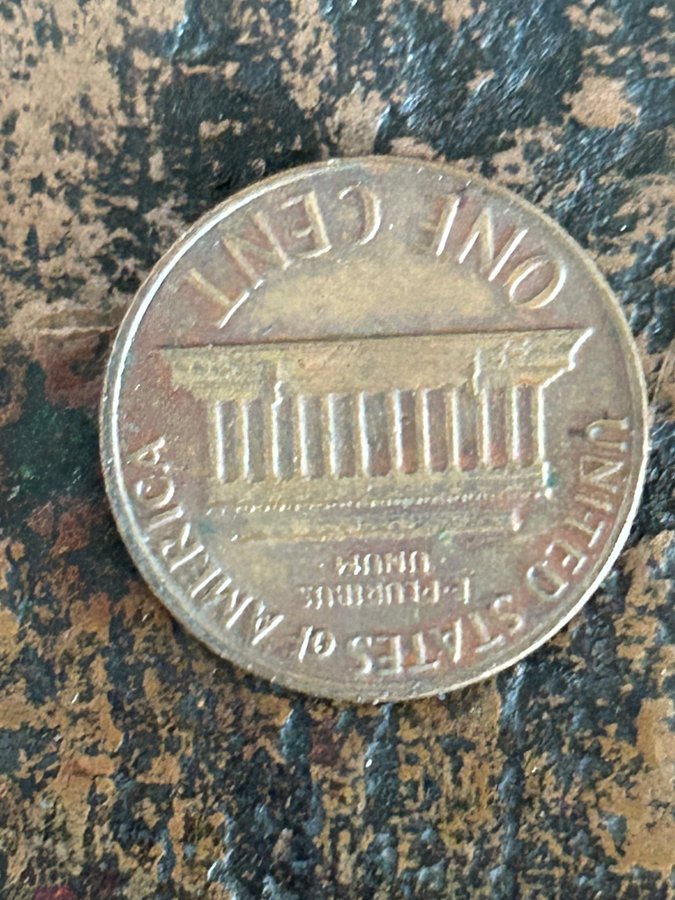 UNITED STATES OF AMERICA
E·PLURIBUS
UNUM
ONE CENT